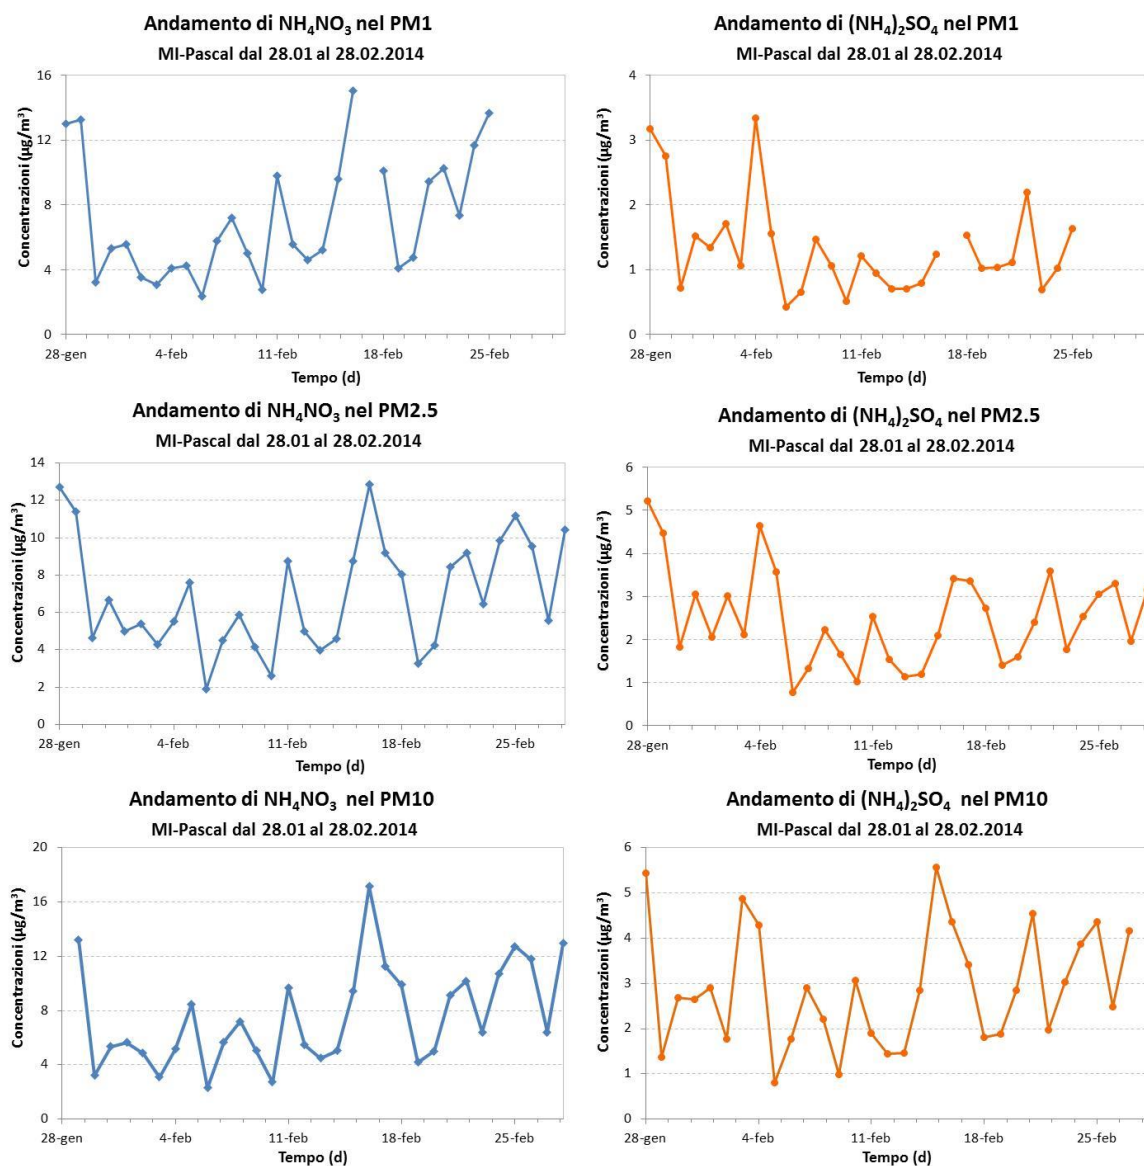 Andamento di NH₄NO₃ nel PM1
MI-Pascal dal 28.01 al 28.02.2014
Concentrazioni (µg/m³)
16
12
8
4
0
28-gen 4-feb 11-feb 18-feb 25-feb
Tempo (d)
Andamento di (NH₄)₂SO₄ nel PM1
MI-Pascal dal 28.01 al 28.02.2014
Concentrazioni (µg/m³)
4
3
2
1
0
28-gen 4-feb 11-feb 18-feb 25-feb
Tempo (d)
Andamento di NH₄NO₃ nel PM2.5
MI-Pascal dal 28.01 al 28.02.2014
Concentrazioni (µg/m³)
14
12
10
8
6
4
2
0
28-gen 4-feb 11-feb 18-feb 25-feb
Tempo (d)
Andamento di (NH₄)₂SO₄ nel PM2.5
MI-Pascal dal 28.01 al 28.02.2014
Concentrazioni (µg/m³)
6
5
4
3
2
1
0
28-gen 4-feb 11-feb 18-feb 25-feb
Tempo (d)
Andamento di NH₄NO₃ nel PM10
MI-Pascal dal 28.01 al 28.02.2014
Concentrazioni (µg/m³)
20
16
12
8
4
0
28-gen 4-feb 11-feb 18-feb 25-feb
Tempo (d)
Andamento di (NH₄)₂SO₄ nel PM10
MI-Pascal dal 28.01 al 28.02.2014
Concentrazioni (µg/m³)
6
5
4
3
2
1
0
28-gen 4-feb 11-feb 18-feb 25-feb
Tempo (d)